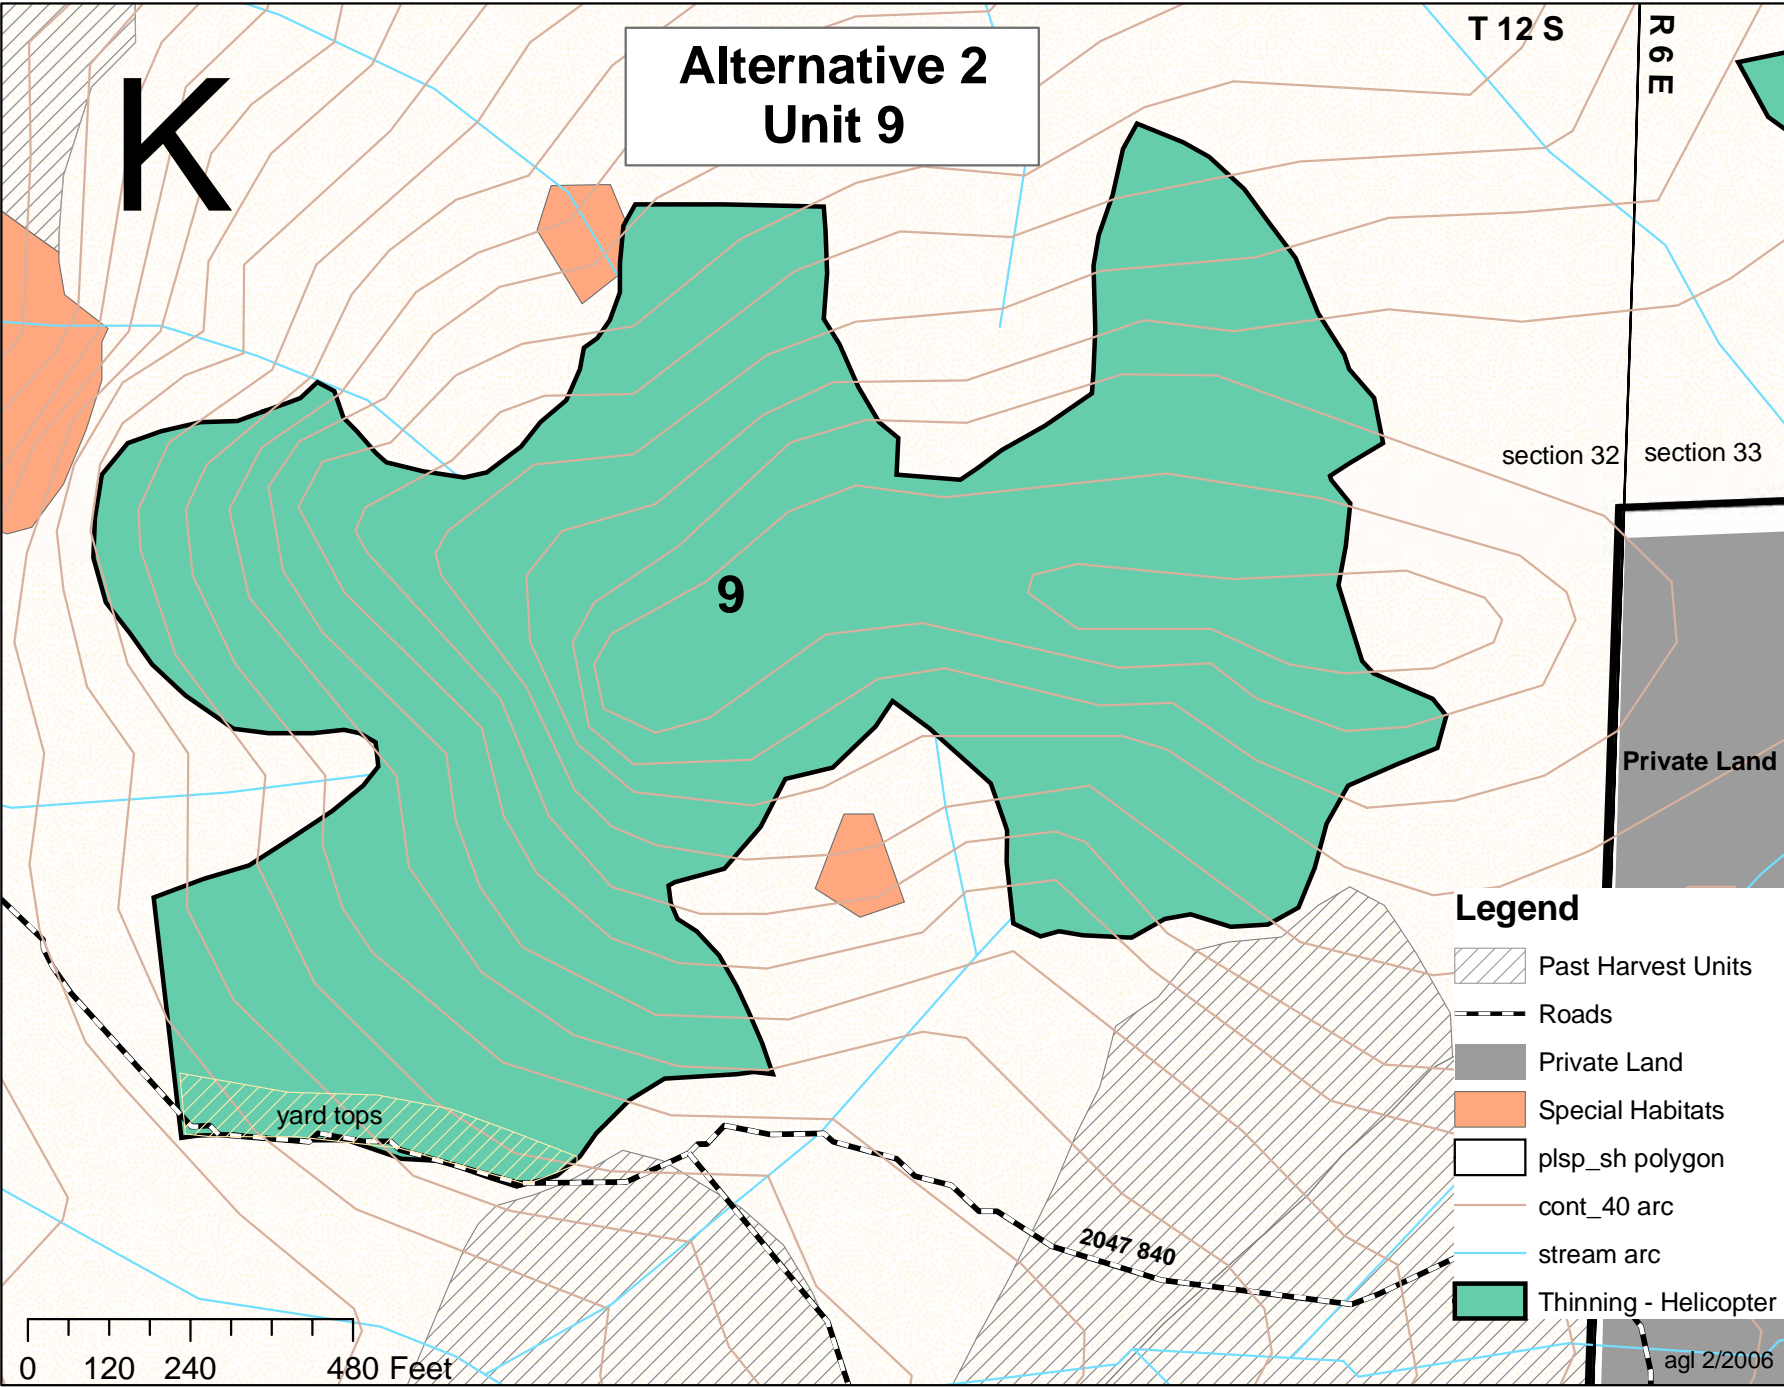 K
Alternative 2
Unit 9
T 12 S
R 6 E
section 32
section 33
9
Private Land
yard tops
2047 840
Legend
Past Harvest Units
Roads
Private Land
Special Habitats
plsp_sh polygon
cont_40 arc
stream arc
Thinning - Helicopter
0 120 240 480 Feet
agl 2/2006